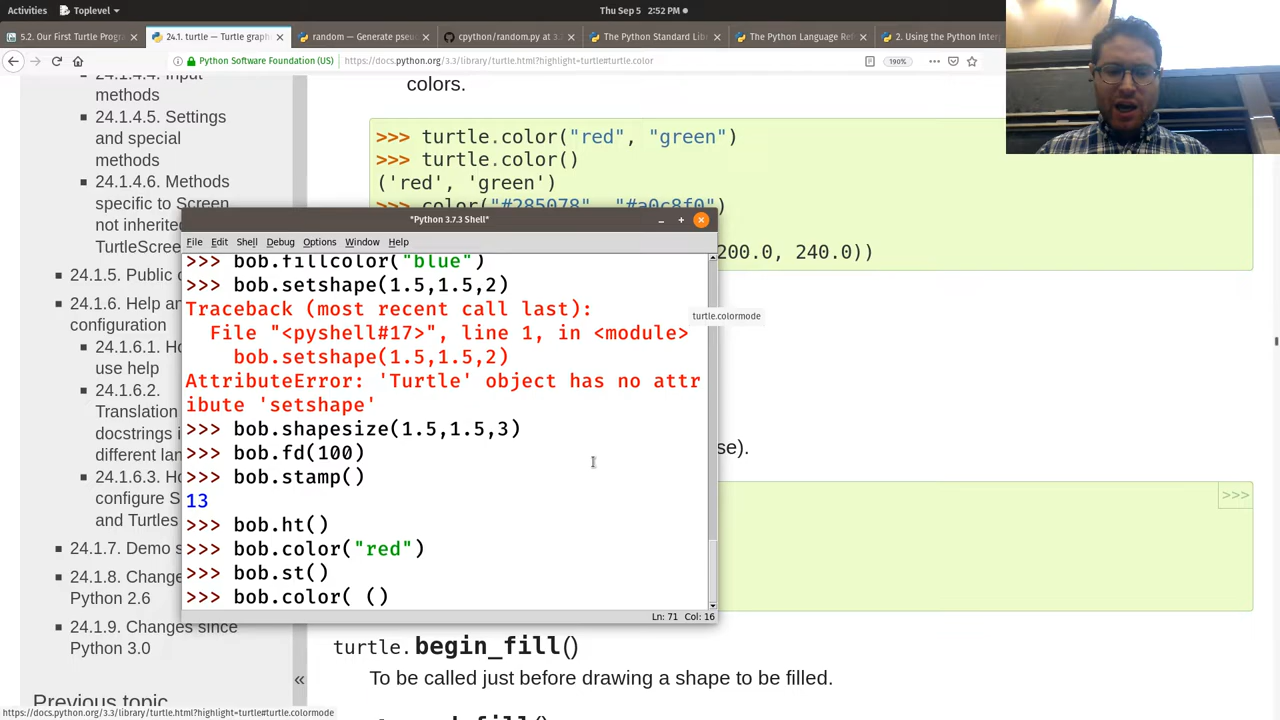 Activities
Toplevel
Thu Sep 5 2:52 PM
5.2. Our First Turtle Progra
24.1. turtle — Turtle graph
random — Generate pseud
cpython/random.py at 3.
The Python Standard Lib
The Python Language Re
2. Using the Python Inter
Python Software Foundation (US)
https://docs.python.org/3.3/library/turtle.html?highlight=turtle#turtle.color
190%
24.1.4.4. Input
methods
24.1.4.5. Settings
and special
methods
24.1.4.6. Methods
specific to Screen
not inherited
TurtleScreen
24.1.5. Public c
24.1.6. Help an
configuration
24.1.6.1. Ho
use help
24.1.6.2.
Translation
docstrings i
different lan
24.1.6.3. Ho
configure S
and Turtles
24.1.7. Demo s
24.1.8. Change
Python 2.6
24.1.9. Changes since
Python 3.0
Previous topic
«
colors.
>>> turtle.color("red", "green")
>>> turtle.color()
('red', 'green')
>>> color("#285078", "#a0c8f0")
200.0, 240.0))
turtle.colormode
se).
>>>
turtle.begin_fill()
To be called just before drawing a shape to be filled.
*Python 3.7.3 Shell*
File Edit Shell Debug Options Window Help
>>> bob.fillcolor("blue")
>>> bob.setshape(1.5,1.5,2)
Traceback (most recent call last):
File "<pyshell#17>", line 1, in <module>
bob.setshape(1.5,1.5,2)
AttributeError: 'Turtle' object has no attr
ibute 'setshape'
>>> bob.shapesize(1.5,1.5,3)
>>> bob.fd(100)
>>> bob.stamp()
13
>>> bob.ht()
>>> bob.color("red")
>>> bob.st()
>>> bob.color( ()
Ln: 71 Col: 16
https://docs.python.org/3.3/library/turtle.html?highlight=turtle#turtle.colormode